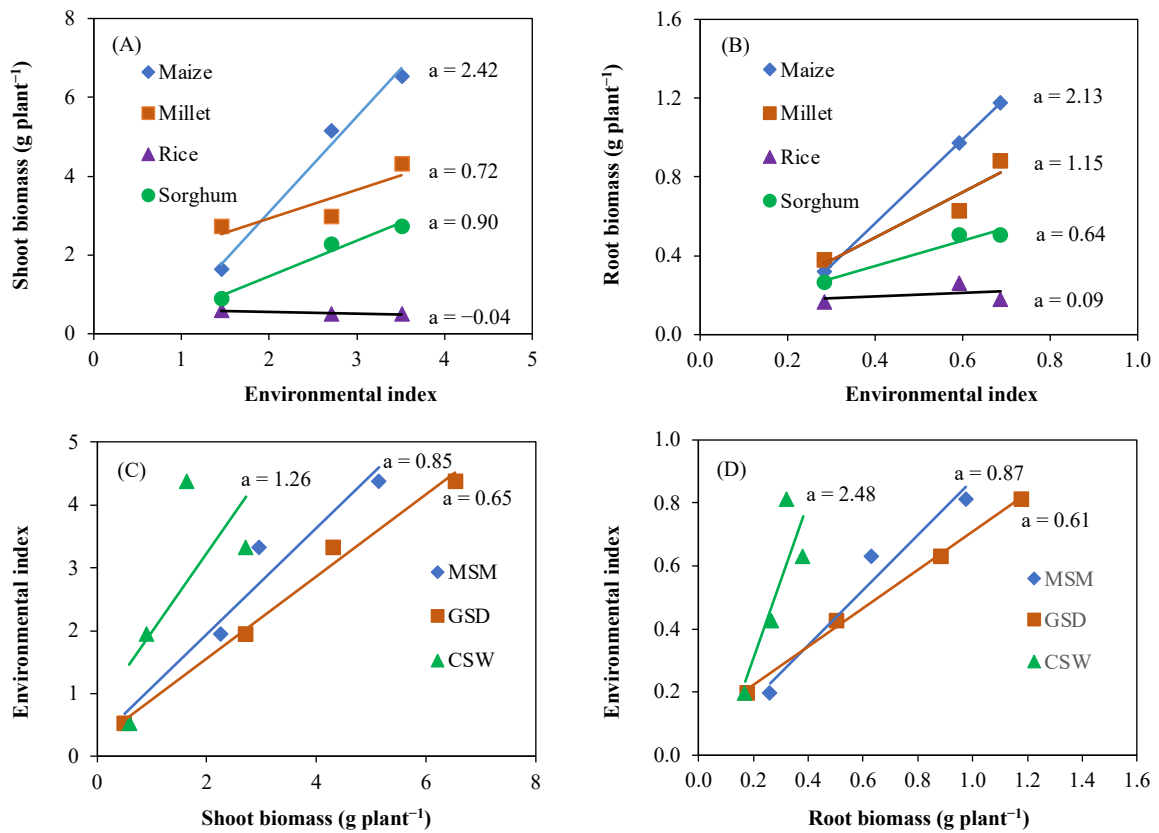 (A)
Shoot biomass (g plant⁻¹)
8
6
4
2
0
0 1 2 3 4 5
Environmental index
Maize
Millet
Rice
Sorghum
a = 2.42
a = 0.72
a = 0.90
a = −0.04
(B)
Root biomass (g plant⁻¹)
1.6
1.2
0.8
0.4
0.0
0.0 0.2 0.4 0.6 0.8 1.0
Environmental index
Maize
Millet
Rice
Sorghum
a = 2.13
a = 1.15
a = 0.64
a = 0.09
(C)
Environmental index
5
4
3
2
1
0
0 2 4 6 8
Shoot biomass (g plant⁻¹)
a = 1.26
a = 0.85
a = 0.65
MSM
GSD
CSW
(D)
Environmental index
1.0
0.8
0.6
0.4
0.2
0.0
0.0 0.2 0.4 0.6 0.8 1.0 1.2 1.4 1.6
Root biomass (g plant⁻¹)
a = 2.48
a = 0.87
a = 0.61
MSM
GSD
CSW